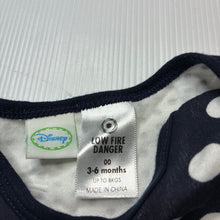 Disney
LOW FIRE
DANGER
00
3-6 months
UP TO 8KGS
MADE IN CHINA